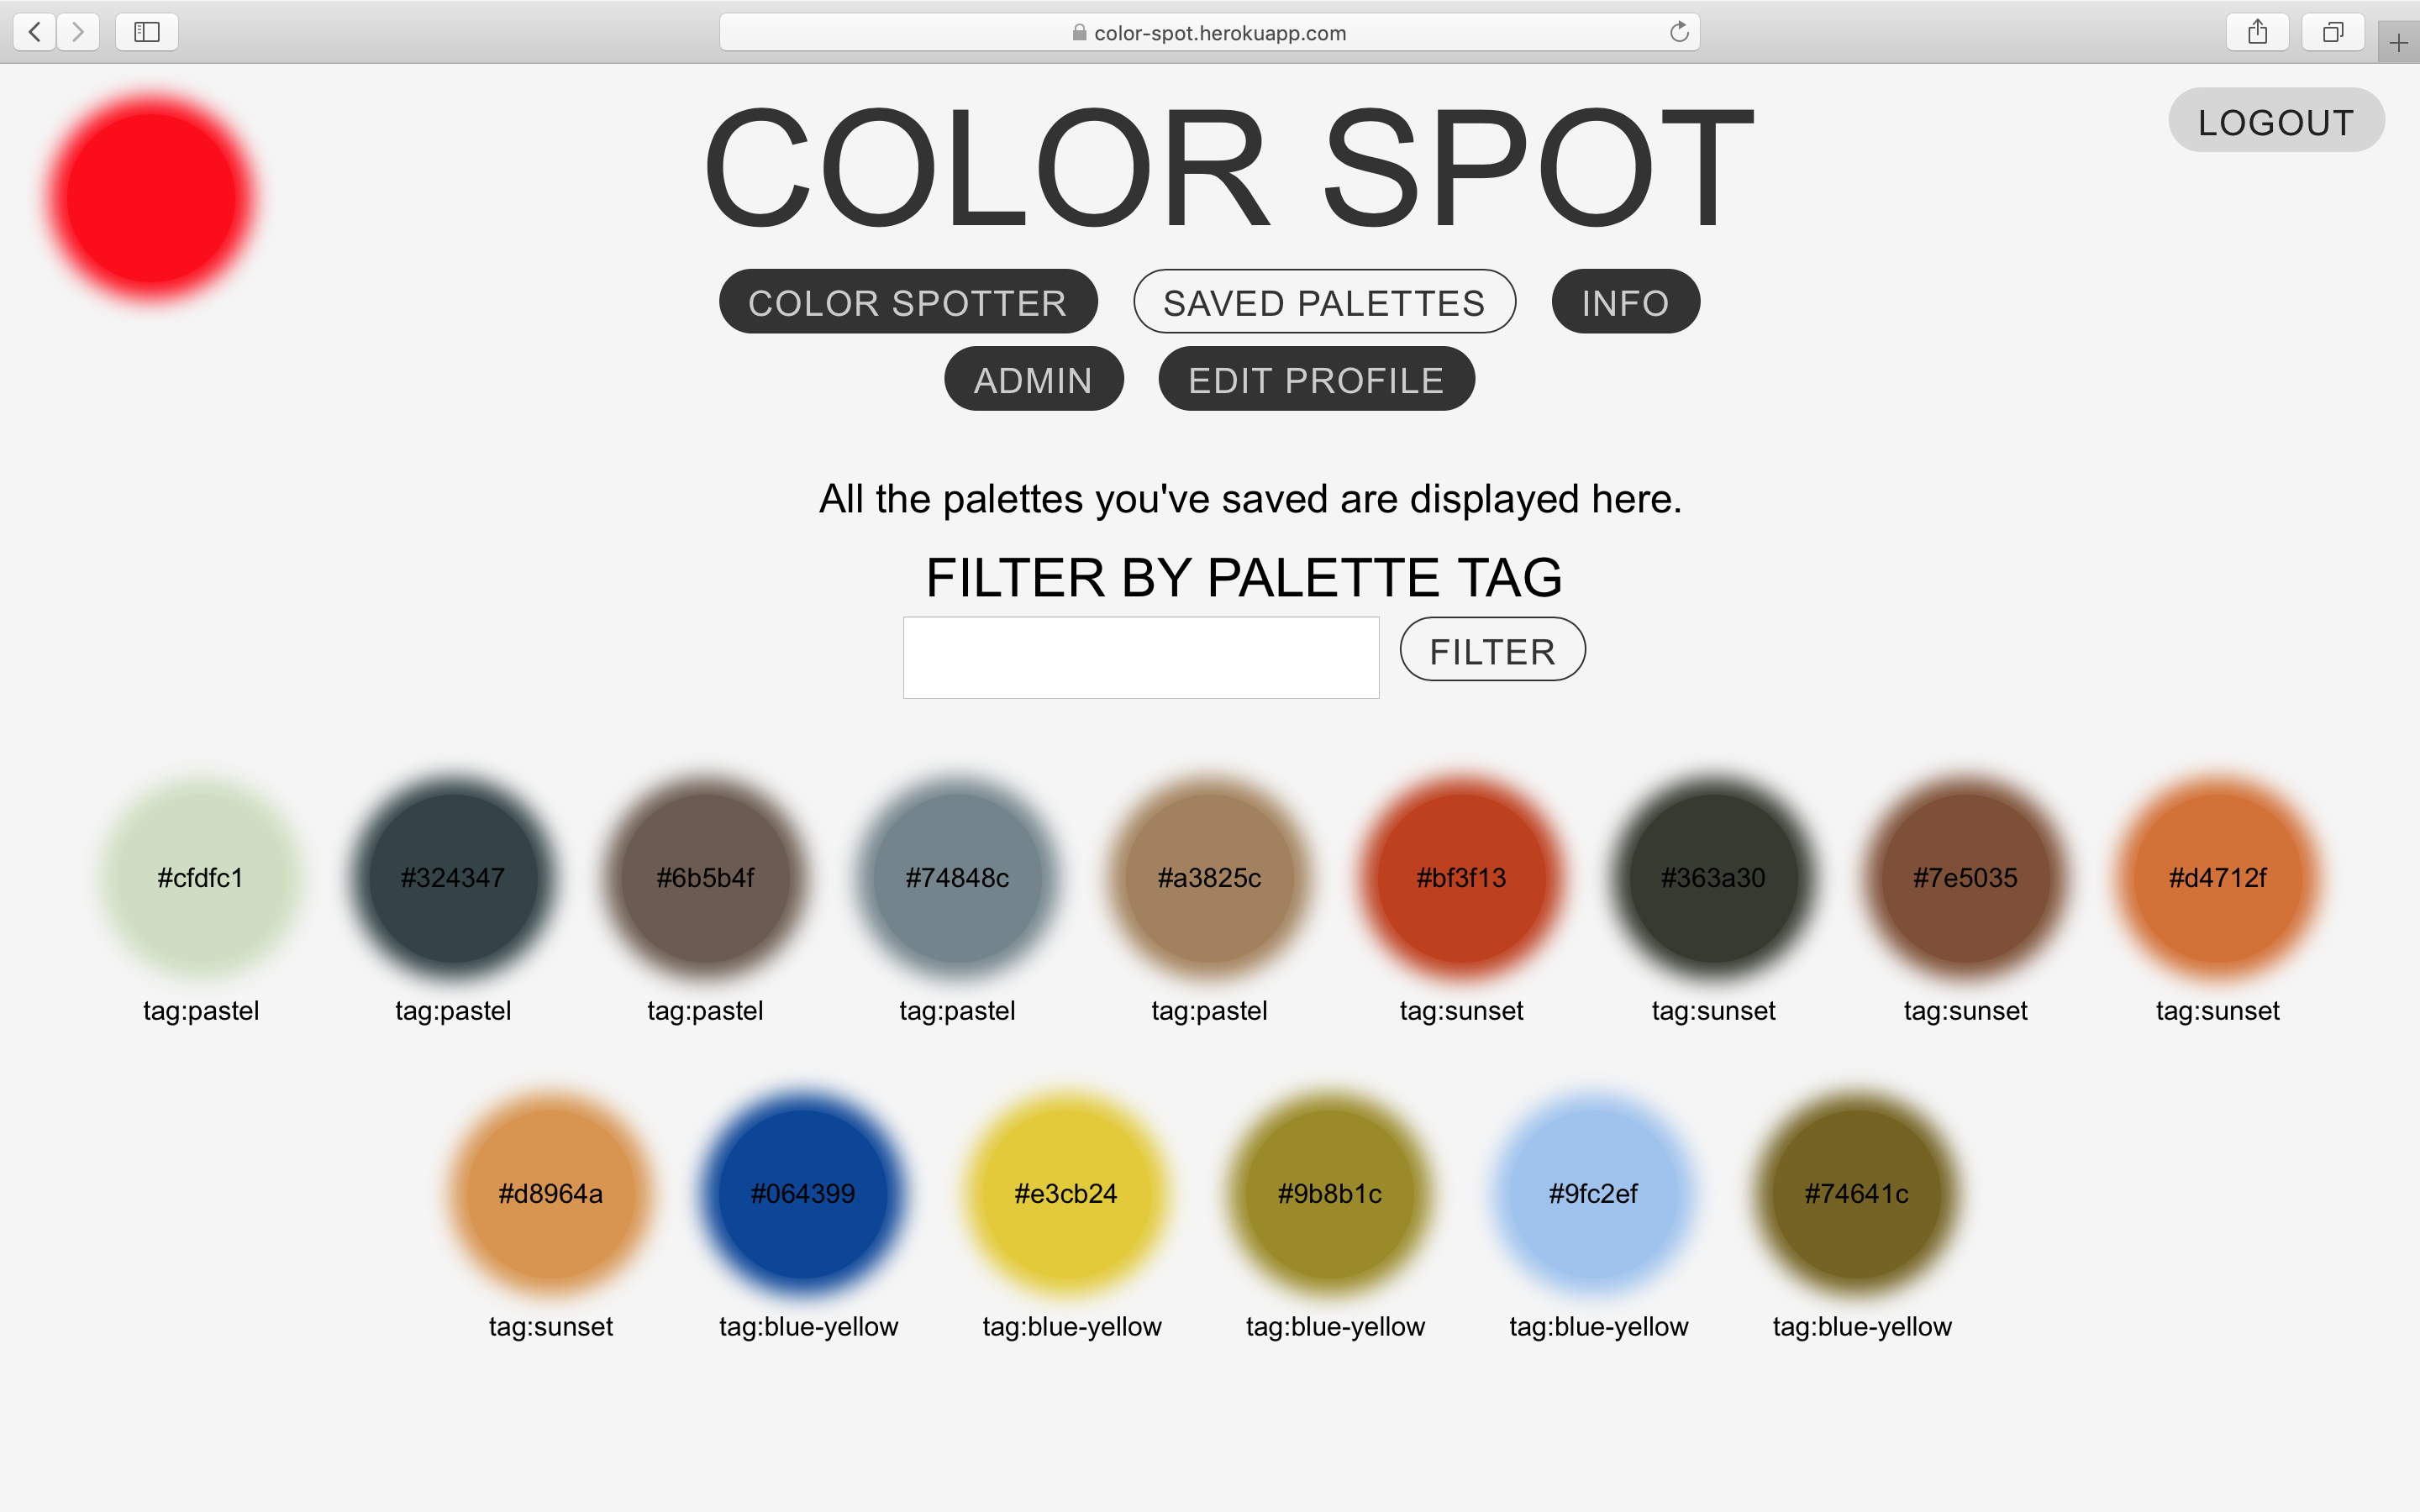 color-spot.herokuapp.com
COLOR SPOT
LOGOUT
COLOR SPOTTER SAVED PALETTES INFO
ADMIN EDIT PROFILE
All the palettes you've saved are displayed here.
FILTER BY PALETTE TAG
FILTER
#cfdfc1 #324347 #6b5b4f #74848c #a3825c #bf3f13 #363a30 #7e5035 #d4712f
tag:pastel tag:pastel tag:pastel tag:pastel tag:pastel tag:sunset tag:sunset tag:sunset tag:sunset
#d8964a #064399 #e3cb24 #9b8b1c #9fc2ef #74641c
tag:sunset tag:blue-yellow tag:blue-yellow tag:blue-yellow tag:blue-yellow tag:blue-yellow